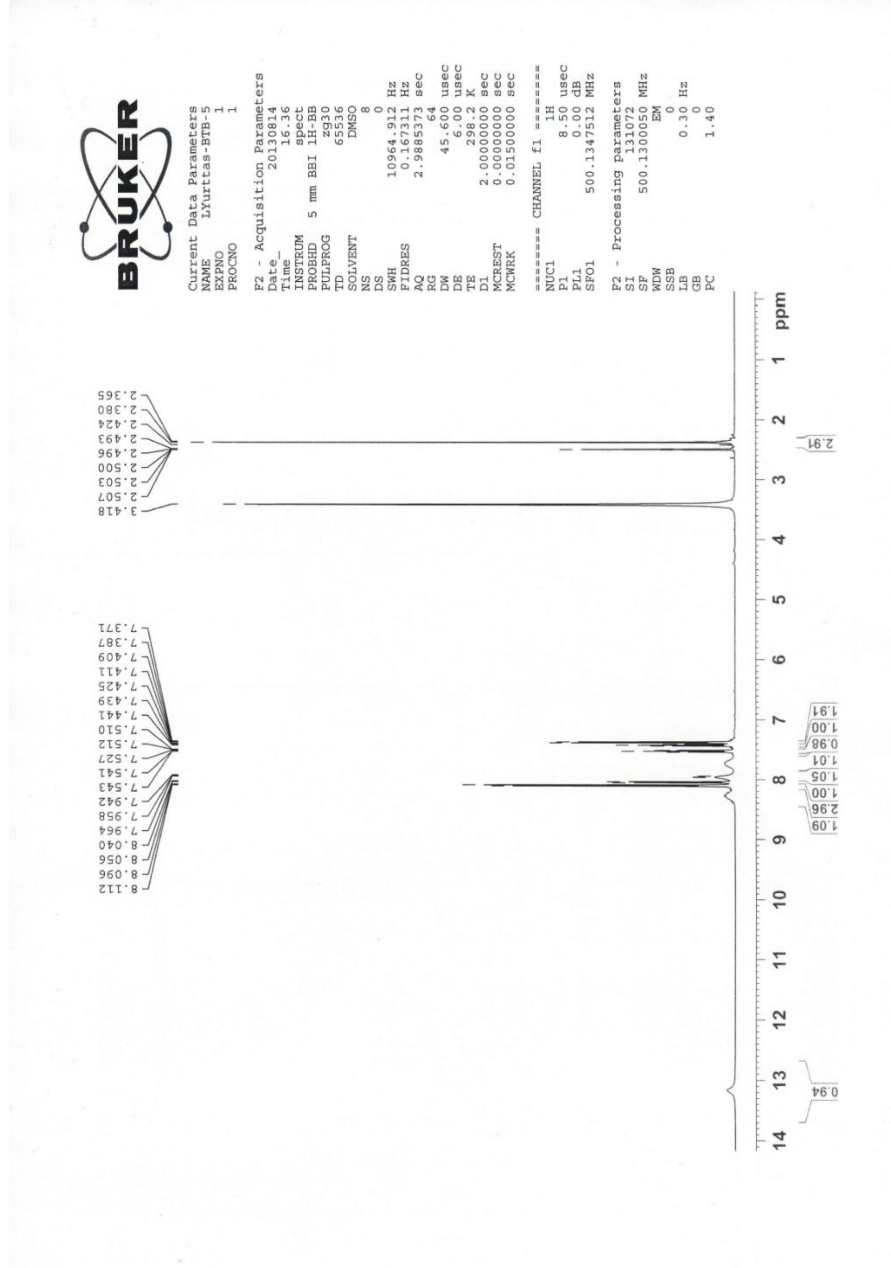 BRUKER
Current Data Parameters
NAME LYurttas-BTB-5
EXPNO 1
PROCNO 1
F2 - Acquisition Parameters
Date_ 20130814
Time 16.36
INSTRUM spect
PROBHD 5 mm BBI 1H-BB
PULPROG zg30
TD 65536
SOLVENT DMSO
NS 8
DS 0
SWH 10964.912 Hz
FIDRES 0.167311 Hz
AQ 2.9885373 sec
RG 64
DW 45.600 usec
DE 6.00 usec
TE 298.2 K
D1 2.00000000 sec
MCREST 0.00000000 sec
MCWRK 0.01500000 sec
======== CHANNEL f1 ========
NUC1 1H
P1 8.50 usec
PL1 0.00 dB
SFO1 500.1347512 MHz
F2 - Processing parameters
SI 131072
SF 500.1300050 MHz
WDW EM
SSB 0
LB 0.30 Hz
GB 0
PC 1.40
8.112
8.096
8.056
8.040
7.964
7.958
7.942
7.543
7.541
7.527
7.512
7.510
7.441
7.439
7.425
7.411
7.409
7.387
7.371
3.418
2.507
2.503
2.500
2.496
2.493
2.424
2.380
2.365
14 13 12 11 10 9 8 7 6 5 4 3 2 1 ppm
0.94
1.09
2.96
1.00
1.05
1.01
0.98
1.00
1.91
2.91